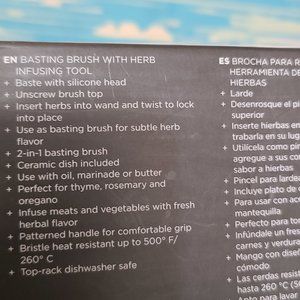 EN BASTING BRUSH WITH HERB
INFUSING TOOL
+ Baste with silicone head
+ Unscrew brush top
+ Insert herbs into wand and twist to lock
into place
+ Use as basting brush for subtle herb
flavor
+ 2-in-1 basting brush
+ Ceramic dish included
+ Use with oil, marinade or butter
+ Perfect for thyme, rosemary and
oregano
+ Infuse meats and vegetables with fresh
herbal flavor
+ Patterned handle for comfortable grip
+ Bristle heat resistant up to 500° F/
260° C
+ Top-rack dishwasher safe
ES BROCHA PARA
HERRAMIENTA DE
HIERBAS
+ Larde
+ Desenrosque el
superior
+ Inserte hierbas en
trabarla en su lug
+ Utilícela como
agregue a sus
sabor a hierbas
+ Pincel para
+ Incluye plato de
+ Para usar con
mantequilla
+ Perfecto para
+ Infúndale un
carnes y verdura
+ Mango con
cómodo
+ Las cerdas
hasta 260 °C
+ Apto para lavar